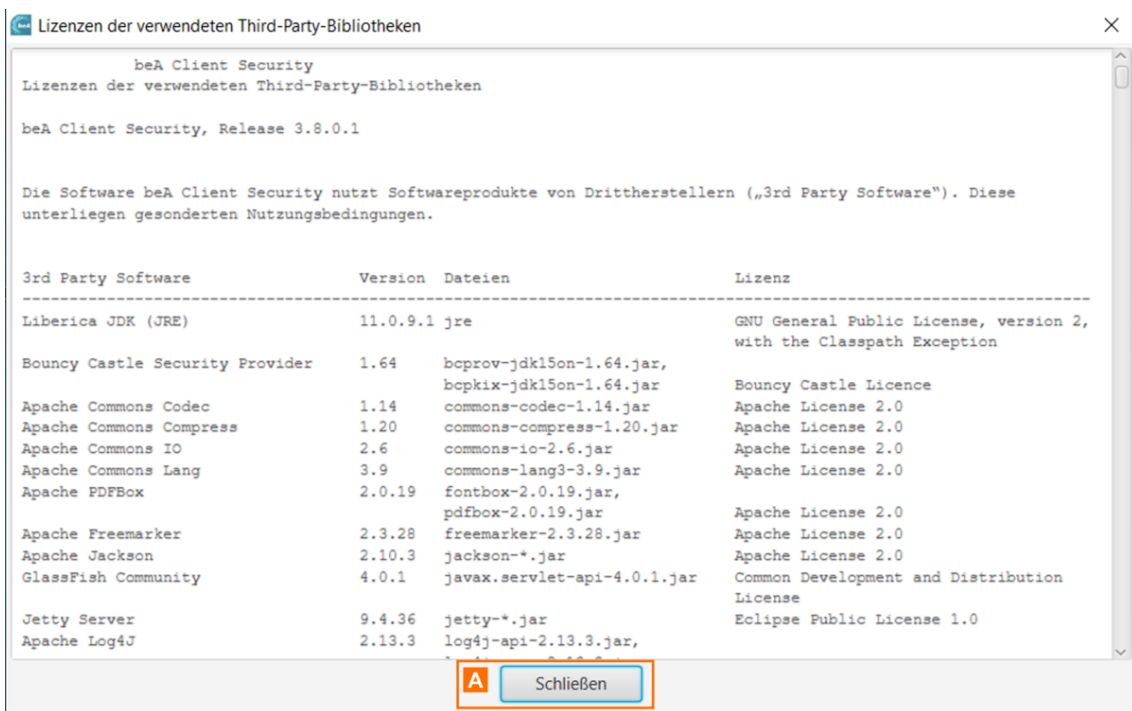 beA
Lizenzen der verwendeten Third-Party-Bibliotheken
beA Client Security
Lizenzen der verwendeten Third-Party-Bibliotheken
beA Client Security, Release 3.8.0.1
Die Software beA Client Security nutzt Softwareprodukte von Drittherstellern („3rd Party Software“). Diese
unterliegen gesonderten Nutzungsbedingungen.
3rd Party Software Version Dateien Lizenz
Liberica JDK (JRE) 11.0.9.1 jre GNU General Public License, version 2,
with the Classpath Exception
Bouncy Castle Security Provider 1.64 bcprov-jdk15on-1.64.jar,
bcpkix-jdk15on-1.64.jar Bouncy Castle Licence
Apache Commons Codec 1.14 commons-codec-1.14.jar Apache License 2.0
Apache Commons Compress 1.20 commons-compress-1.20.jar Apache License 2.0
Apache Commons IO 2.6 commons-io-2.6.jar Apache License 2.0
Apache Commons Lang 3.9 commons-lang3-3.9.jar Apache License 2.0
Apache PDFBox 2.0.19 fontbox-2.0.19.jar,
pdfbox-2.0.19.jar Apache License 2.0
Apache Freemarker 2.3.28 freemarker-2.3.28.jar Apache License 2.0
Apache Jackson 2.10.3 jackson-*.jar Apache License 2.0
GlassFish Community 4.0.1 javax.servlet-api-4.0.1.jar Common Development and Distribution
License
Jetty Server 9.4.36 jetty-*.jar Eclipse Public License 1.0
Apache Log4J 2.13.3 log4j-api-2.13.3.jar,
A Schließen